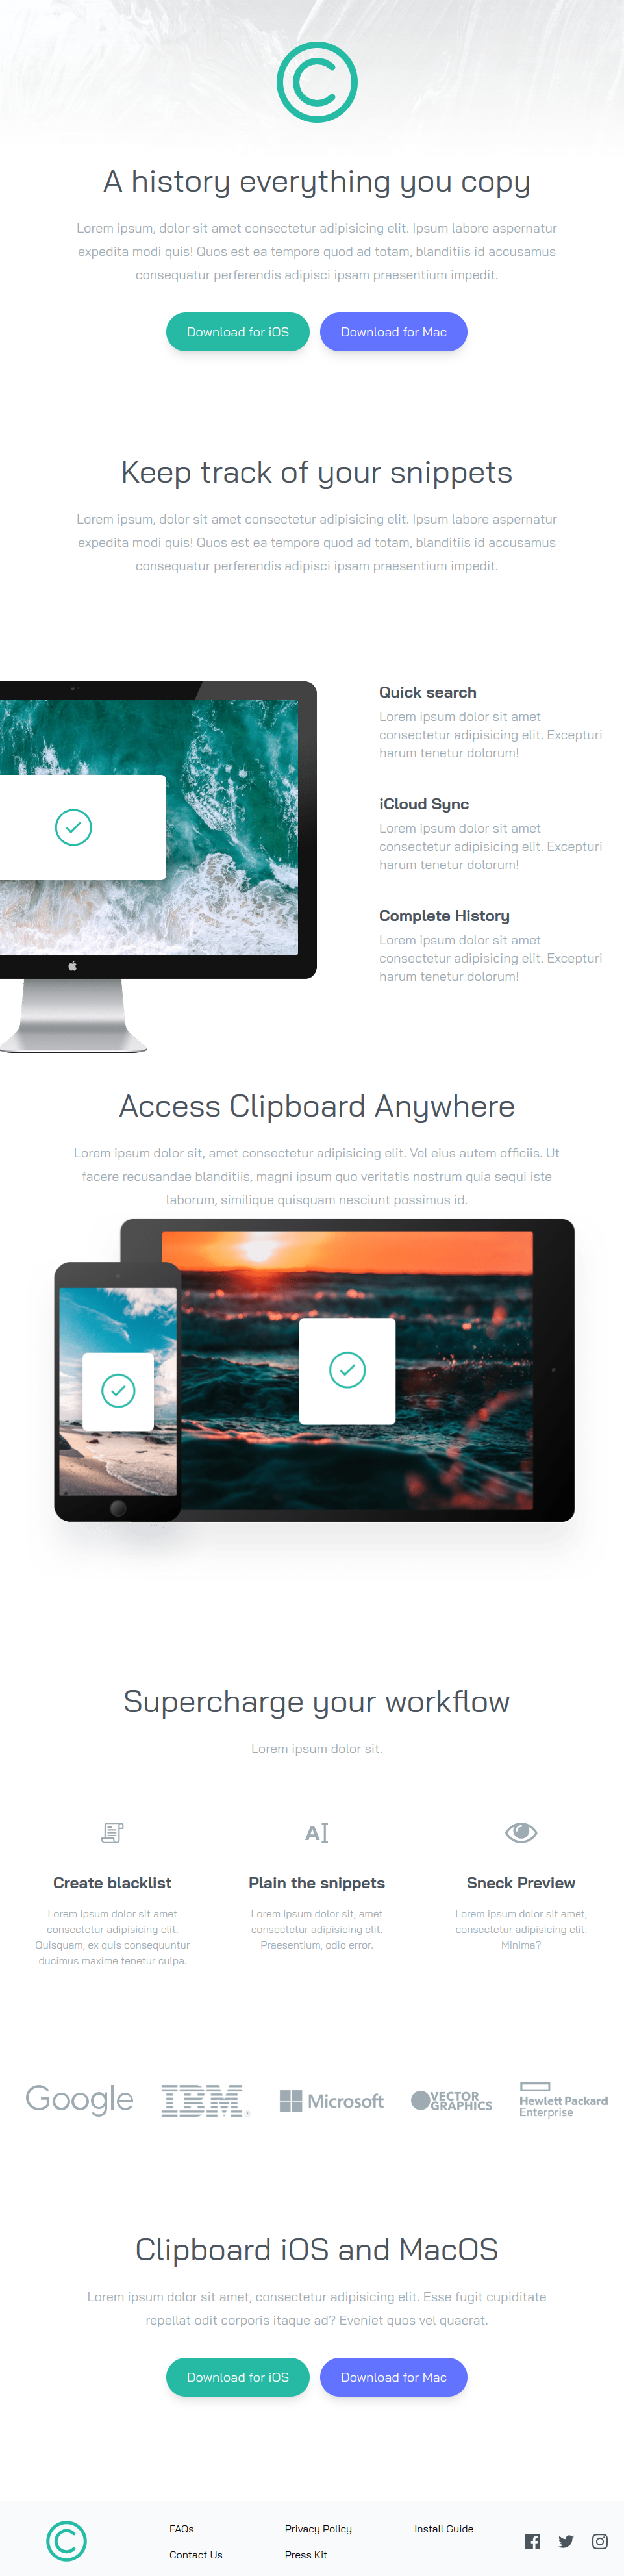 A history everything you copy
Lorem ipsum, dolor sit amet consectetur adipisicing elit. Ipsum labore aspernatur
expedita modi quis! Quos est ea tempore quod ad totam, blanditiis id accusamus
consequatur perferendis adipisci ipsam praesentium impedit.
Download for iOS Download for Mac
Keep track of your snippets
Lorem ipsum, dolor sit amet consectetur adipisicing elit. Ipsum labore aspernatur
expedita modi quis! Quos est ea tempore quod ad totam, blanditiis id accusamus
consequatur perferendis adipisci ipsam praesentium impedit.
Quick search
Lorem ipsum dolor sit amet
consectetur adipisicing elit. Excepturi
harum tenetur dolorum!
iCloud Sync
Lorem ipsum dolor sit amet
consectetur adipisicing elit. Excepturi
harum tenetur dolorum!
Complete History
Lorem ipsum dolor sit amet
consectetur adipisicing elit. Excepturi
harum tenetur dolorum!
Access Clipboard Anywhere
Lorem ipsum dolor sit, amet consectetur adipisicing elit. Vel eius autem officiis. Ut
facere recusandae blanditiis, magni ipsum quo veritatis nostrum quia sequi iste
laborum, similique quisquam nesciunt possimus id.
Supercharge your workflow
Lorem ipsum dolor sit.
Create blacklist
Lorem ipsum dolor sit amet
consectetur adipisicing elit.
Quisquam, ex quis consequuntur
ducimus maxime tenetur culpa.
Plain the snippets
Lorem ipsum dolor sit, amet
consectetur adipisicing elit.
Praesentium, odio error.
Sneck Preview
Lorem ipsum dolor sit amet,
consectetur adipisicing elit.
Minima?
Google IBM Microsoft
VECTOR
GRAPHICS
Hewlett Packard
Enterprise
Clipboard iOS and MacOS
Lorem ipsum dolor sit amet, consectetur adipisicing elit. Esse fugit cupiditate
repellat odit corporis itaque ad? Eveniet quos vel quaerat.
Download for iOS Download for Mac
FAQs Privacy Policy Install Guide
Contact Us Press Kit